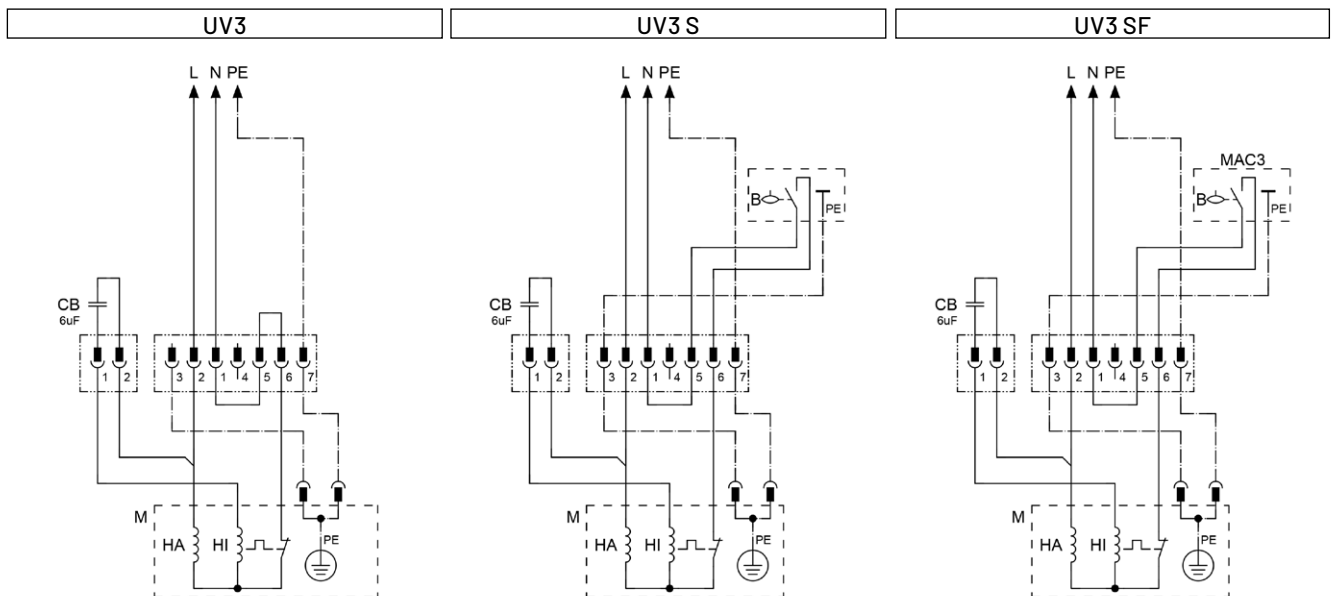 UV3
L N PE
CB
6uF
1 2
3 2 1 4 5 6 7
M
HA HI PE
UV3 S
L N PE
B PE
CB
6uF
1 2
3 2 1 4 5 6 7
M
HA HI PE
UV3 SF
L N PE
MAC3
B PE
CB
6uF
1 2
3 2 1 4 5 6 7
M
HA HI PE